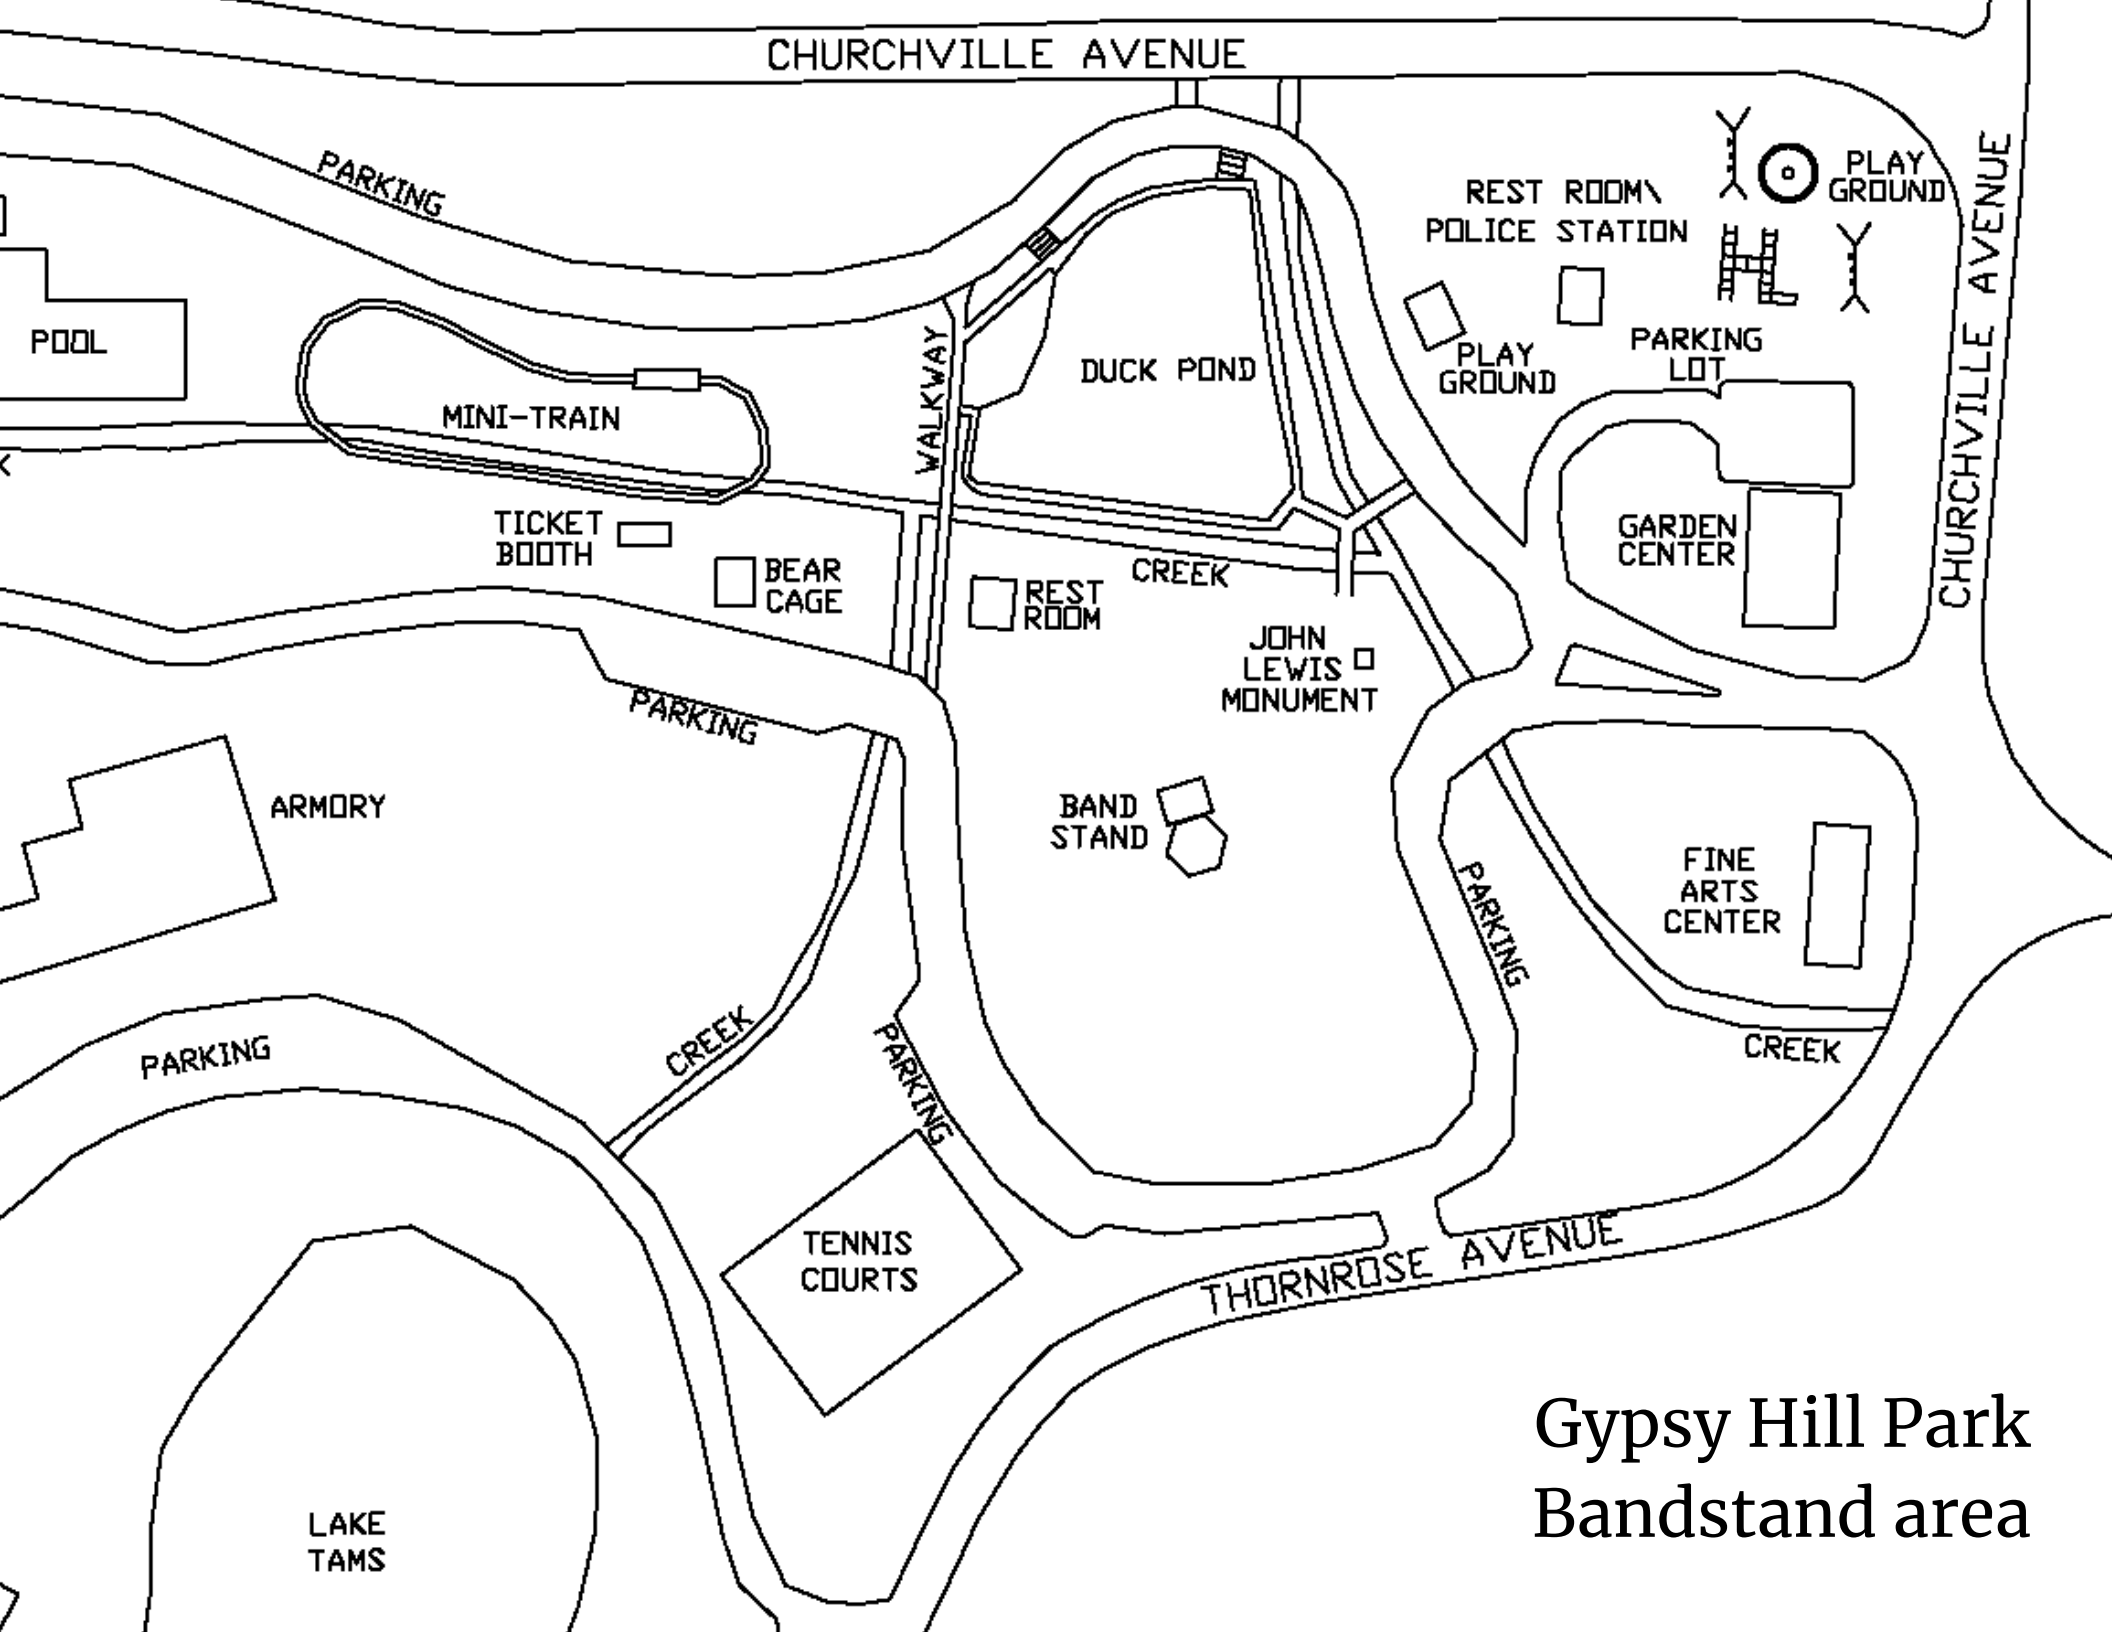 CHURCHVILLE AVENUE
PARKING
PLAY
GROUND
REST ROOM\
POLICE STATION
CHURCHVILLE AVENUE
POOL
MINI-TRAIN
WALKWAY
DUCK POND
PLAY
GROUND
PARKING
LOT
K
TICKET
BOOTH
BEAR
CAGE
REST
ROOM
CREEK
GARDEN
CENTER
JOHN
LEWIS
MONUMENT
PARKING
ARMORY
BAND
STAND
PARKING
FINE
ARTS
CENTER
PARKING
CREEK
PARKING
CREEK
TENNIS
COURTS
THORNROSE AVENUE
LAKE
TAMS
Gypsy Hill Park
Bandstand area